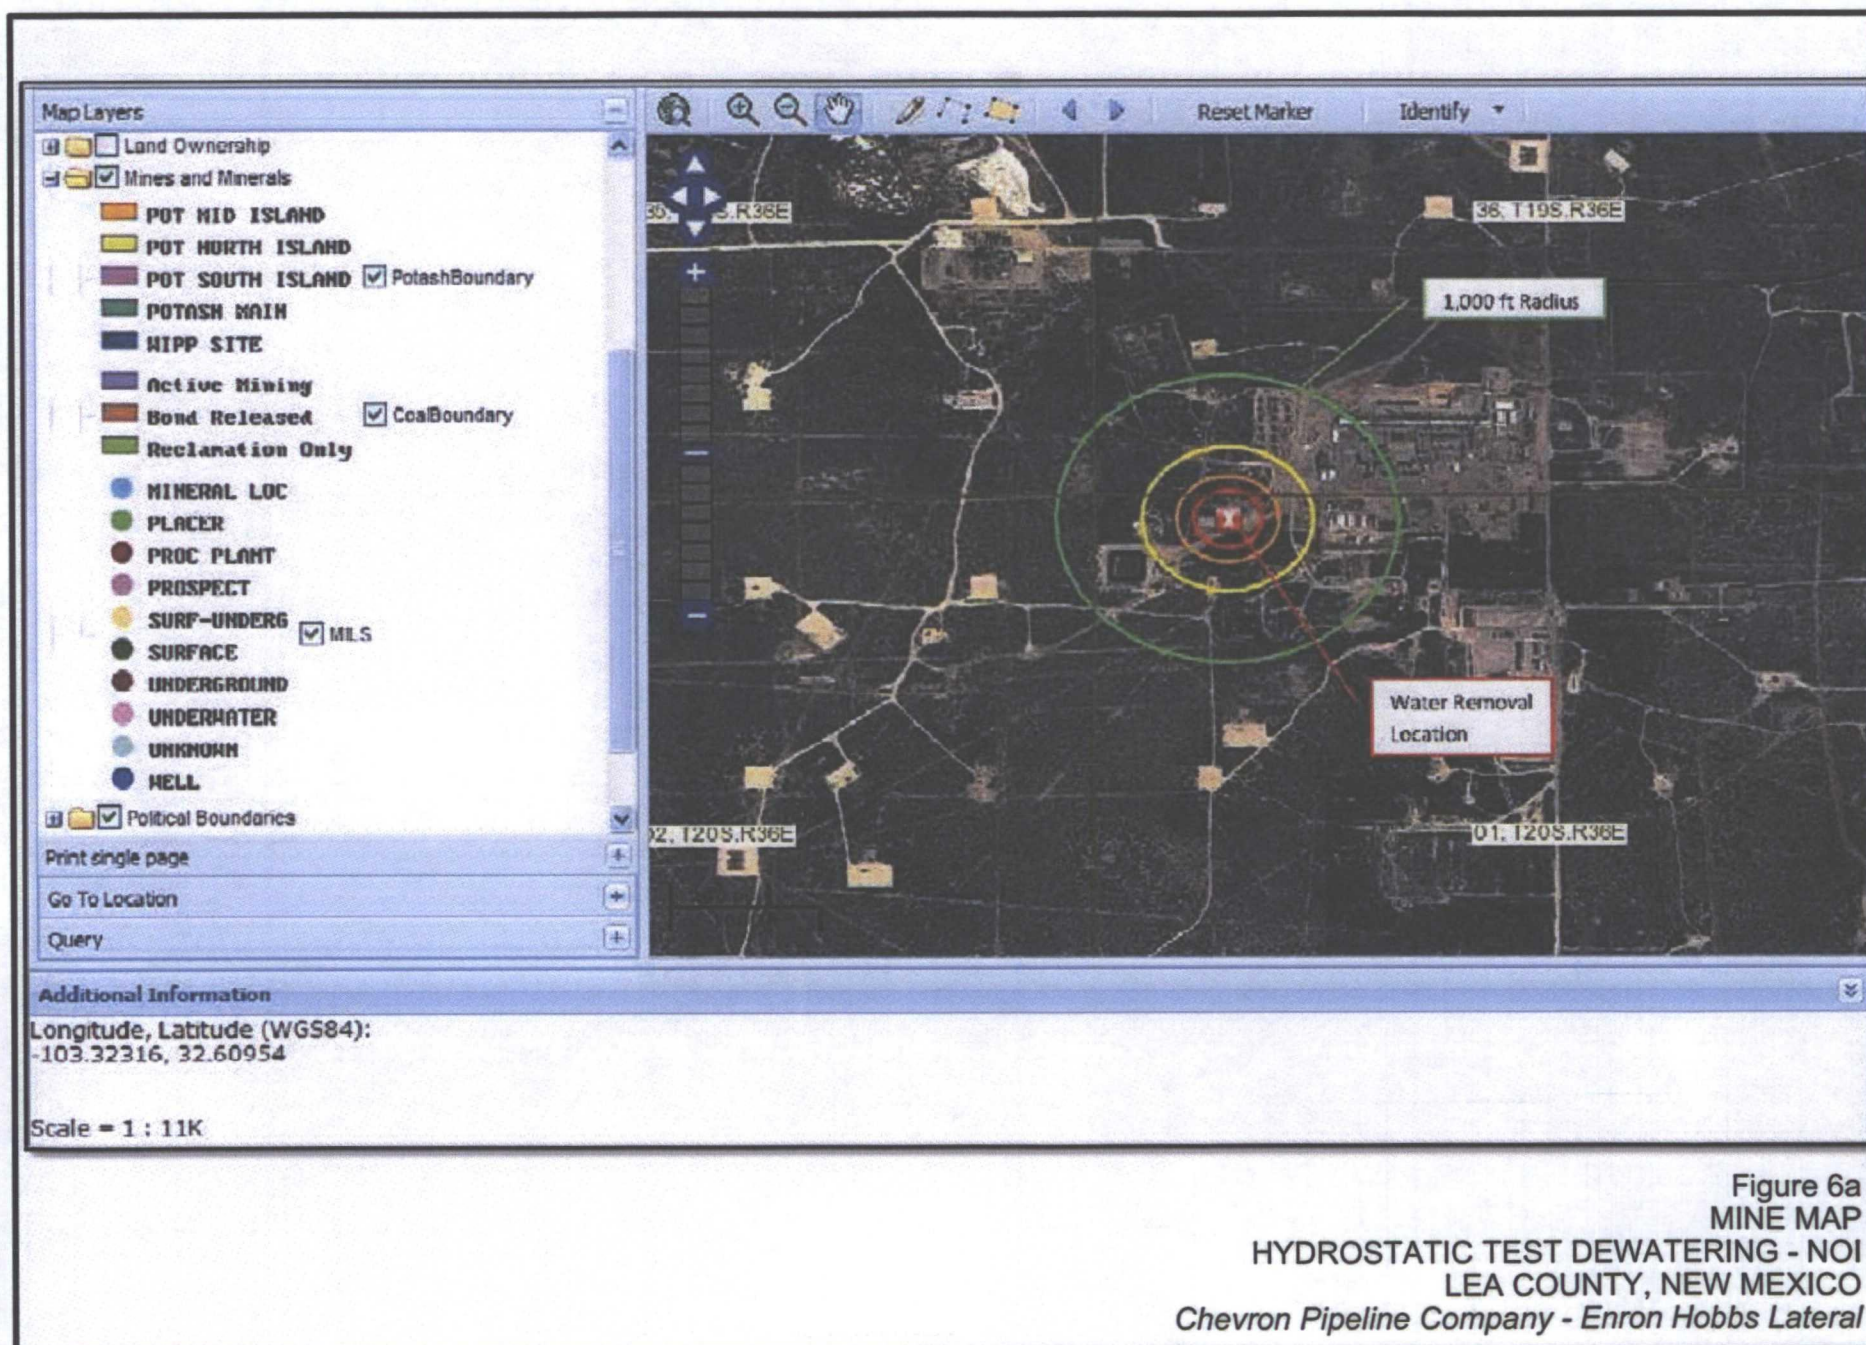 Map Layers
Land Ownership
Mines and Minerals
POT MID ISLAND
POT NORTH ISLAND
POT SOUTH ISLAND
PotashBoundary
POTASH MAIN
WIPP SITE
Active Mining
Bond Released
CoalBoundary
Reclamation Only
MINERAL LOC
PLACER
PROC PLANT
PROSPECT
SURF-UNDERG
MILS
SURFACE
UNDERGROUND
UNDERWATER
UNKNOWN
WELL
Political Boundaries
Print single page
Go To Location
Query
Reset Marker
Identify
S.R36E
36, T19S.R36E
1,000 ft Radius
X
Water Removal
Location
02, T20S.R36E
01, T20S.R36E
Additional Information
Longitude, Latitude (WGS84):
-103.32316, 32.60954
Scale = 1 : 11K
Figure 6a
MINE MAP
HYDROSTATIC TEST DEWATERING - NOI
LEA COUNTY, NEW MEXICO
Chevron Pipeline Company - Enron Hobbs Lateral